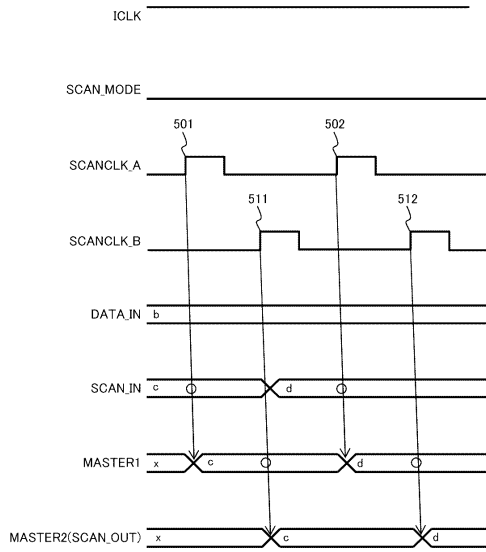 ICLK
SCAN_MODE
501 502
SCANCLK_A
511 512
SCANCLK_B
DATA_IN b
SCAN_IN c d
MASTER1 x c d
MASTER2(SCAN_OUT) x c d